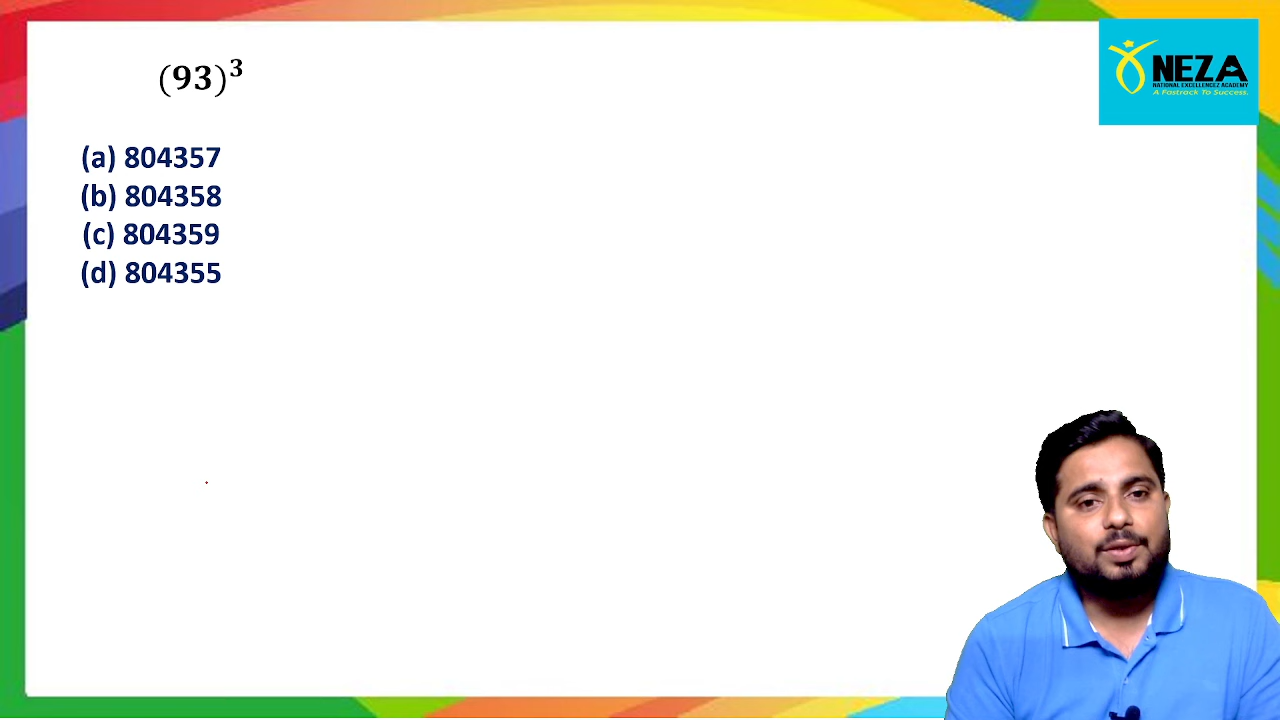 (93)³
NEZA
NATIONAL EXCELLENCEZ ACADEMY
A Fastrack To Success.
(a) 804357
(b) 804358
(c) 804359
(d) 804355